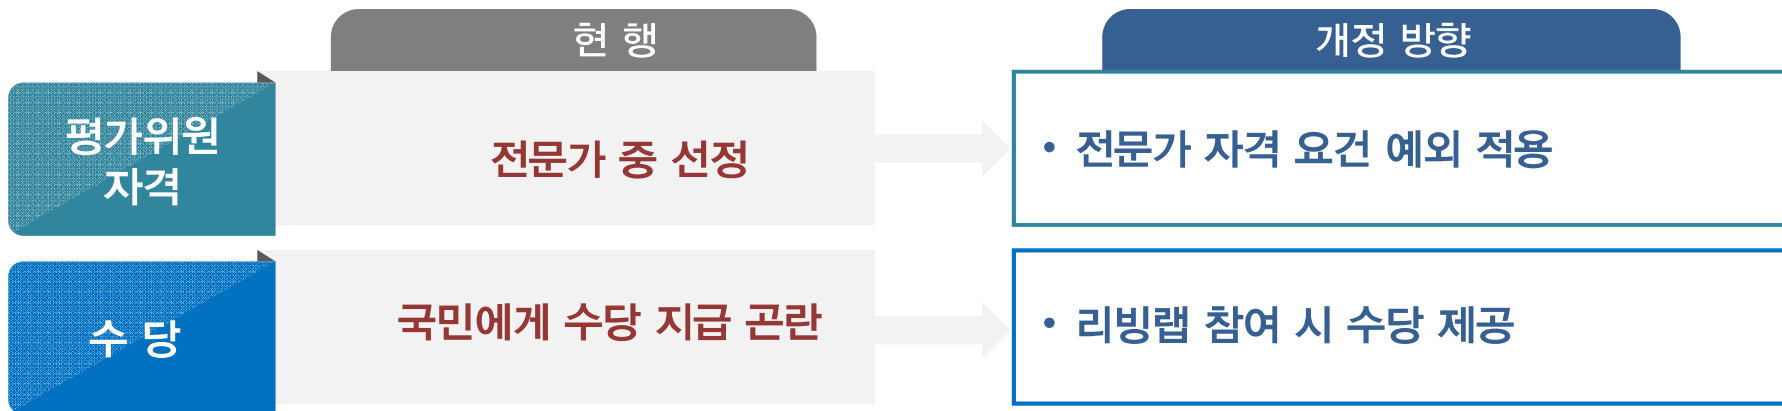 현 행
개정 방향
평가위원
자격
전문가 중 선정
• 전문가 자격 요건 예외 적용
수 당
국민에게 수당 지급 곤란
• 리빙랩 참여 시 수당 제공